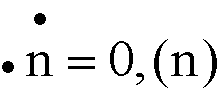 •ṅ = 0,(n)